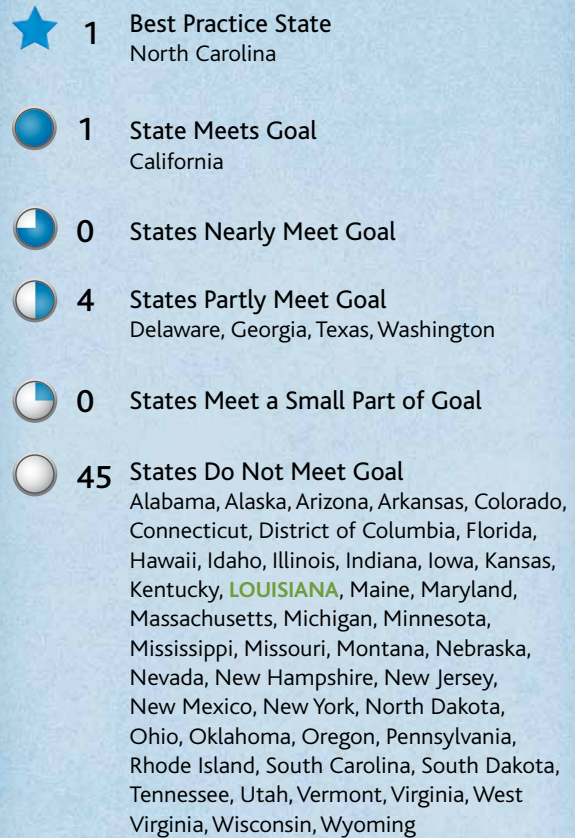 1 Best Practice State
North Carolina
1 State Meets Goal
California
0 States Nearly Meet Goal
4 States Partly Meet Goal
Delaware, Georgia, Texas, Washington
0 States Meet a Small Part of Goal
45 States Do Not Meet Goal
Alabama, Alaska, Arizona, Arkansas, Colorado,
Connecticut, District of Columbia, Florida,
Hawaii, Idaho, Illinois, Indiana, Iowa, Kansas,
Kentucky, LOUISIANA, Maine, Maryland,
Massachusetts, Michigan, Minnesota,
Mississippi, Missouri, Montana, Nebraska,
Nevada, New Hampshire, New Jersey,
New Mexico, New York, North Dakota,
Ohio, Oklahoma, Oregon, Pennsylvania,
Rhode Island, South Carolina, South Dakota,
Tennessee, Utah, Vermont, Virginia, West
Virginia, Wisconsin, Wyoming